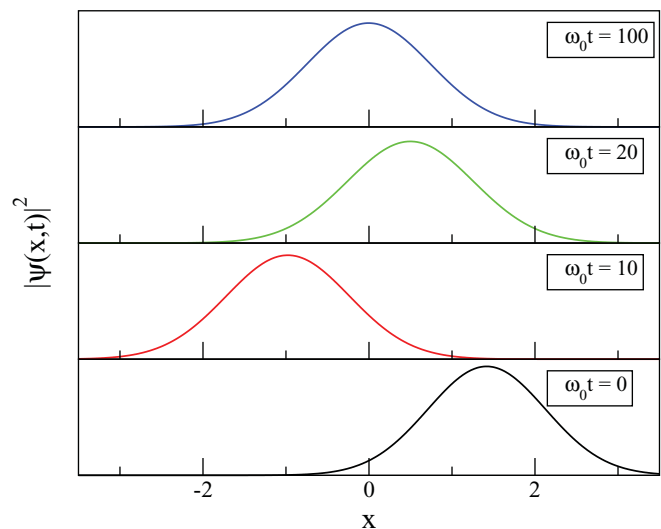 ω₀t = 100
ω₀t = 20
|ψ(x,t)|²
ω₀t = 10
ω₀t = 0
-2 0 2
x